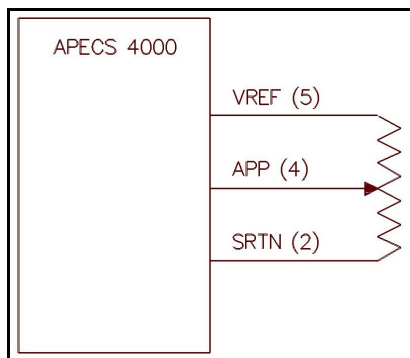 APECS 4000
VREF (5)
APP (4)
SRTN (2)